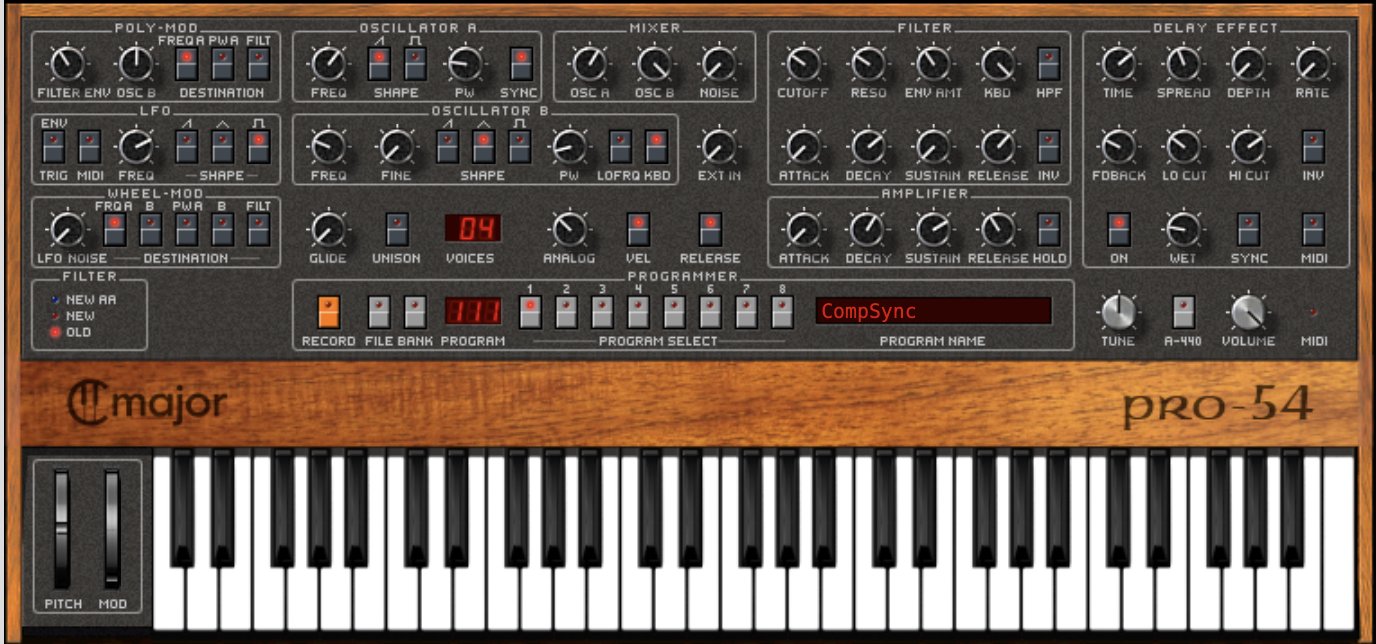 POLY-MOD OSCILLATOR A MIXER FILTER DELAY EFFECT
FREQA PWA FILT
FILTER ENV OSC B DESTINATION FREQ SHAPE PW SYNC OSC A OSC B NOISE CUTOFF RESO ENV AMT KBD HPF TIME SPREAD DEPTH RATE
LFO OSCILLATOR B
ENV
TRIG MIDI FREQ SHAPE FREQ FINE SHAPE PW LOFRQ KBD EXT IN ATTACK DECAY SUSTAIN RELEASE INV FDBACK LO CUT HI CUT INV
WHEEL-MOD AMPLIFIER
FRQA B PWA B FILT
04
LFO NOISE DESTINATION GLIDE UNISON VOICES ANALOG VEL RELEASE ATTACK DECAY SUSTAIN RELEASE HOLD ON WET SYNC MIDI
FILTER PROGRAMMER
1 2 3 4 5 6 7 8
NEW AA
NEW
OLD
111 CompSync
RECORD FILE BANK PROGRAM PROGRAM SELECT PROGRAM NAME TUNE A-440 VOLUME MIDI
major PRO-54
PITCH MOD